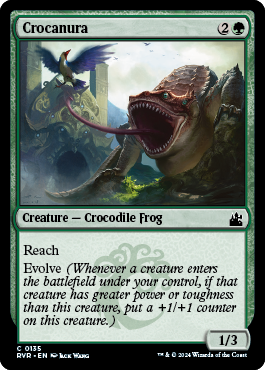 Crocanura 2
Creature — Crocodile Frog
Reach
Evolve (Whenever a creature enters
the battlefield under your control, if that
creature has greater power or toughness
than this creature, put a +1/+1 counter
on this creature.)
1/3
C 0135
RVR • EN Jack Wang
™ & © 2024 Wizards of the Coast